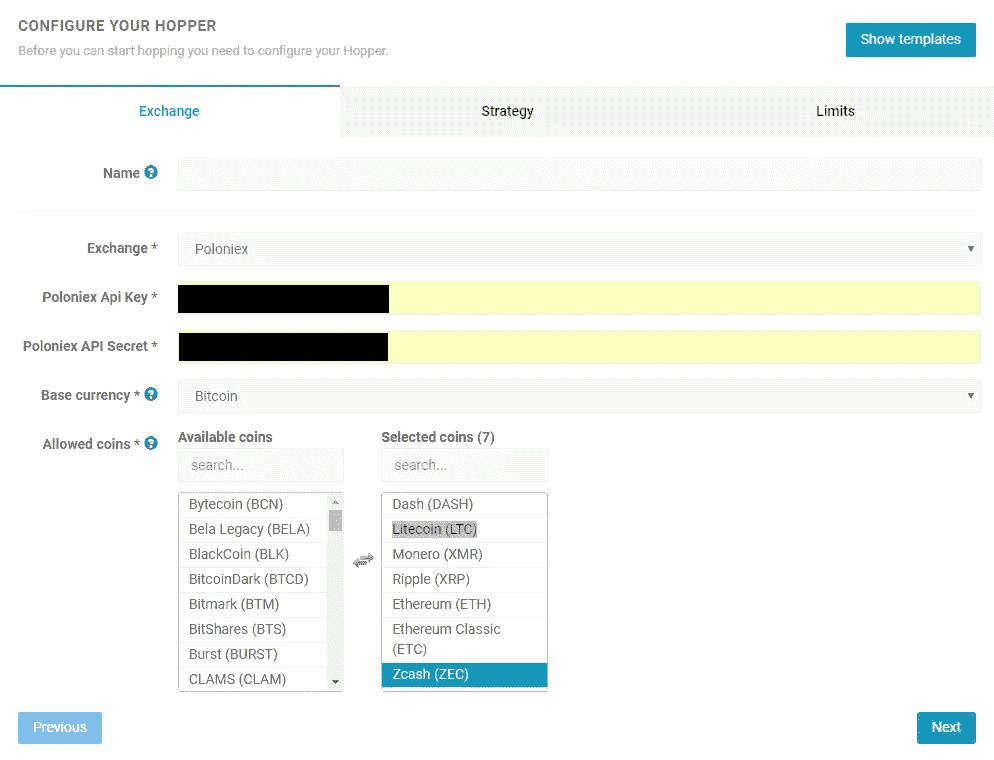 CONFIGURE YOUR HOPPER
Before you can start hopping you need to configure your Hopper.
Show templates
Exchange
Strategy
Limits
Name ?
Exchange *
Poloniex
Poloniex Api Key *
Poloniex API Secret *
Base currency * ?
Bitcoin
Allowed coins * ?
Available coins
search...
Bytecoin (BCN)
Bela Legacy (BELA)
BlackCoin (BLK)
BitcoinDark (BTCD)
Bitmark (BTM)
BitShares (BTS)
Burst (BURST)
CLAMS (CLAM)
Selected coins (7)
search...
Dash (DASH)
Litecoin (LTC)
Monero (XMR)
Ripple (XRP)
Ethereum (ETH)
Ethereum Classic
(ETC)
Zcash (ZEC)
Previous
Next